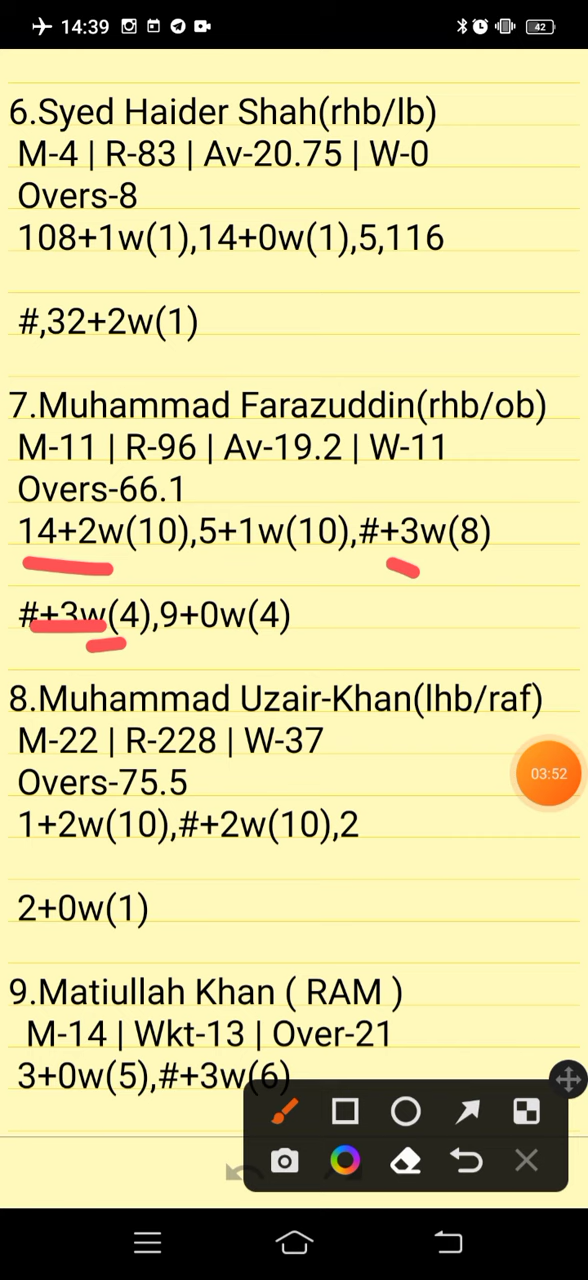 14:39
42
6.Syed Haider Shah(rhb/lb)
M-4 | R-83 | Av-20.75 | W-0
Overs-8
108+1w(1),14+0w(1),5,116
#,32+2w(1)
7.Muhammad Farazuddin(rhb/ob)
M-11 | R-96 | Av-19.2 | W-11
Overs-66.1
14+2w(10),5+1w(10),#+3w(8)
#+3w(4),9+0w(4)
8.Muhammad Uzair-Khan(lhb/raf)
M-22 | R-228 | W-37
03:52
Overs-75.5
1+2w(10),#+2w(10),2
2+0w(1)
9.Matiullah Khan ( RAM )
M-14 | Wkt-13 | Over-21
3+0w(5),#+3w(6)